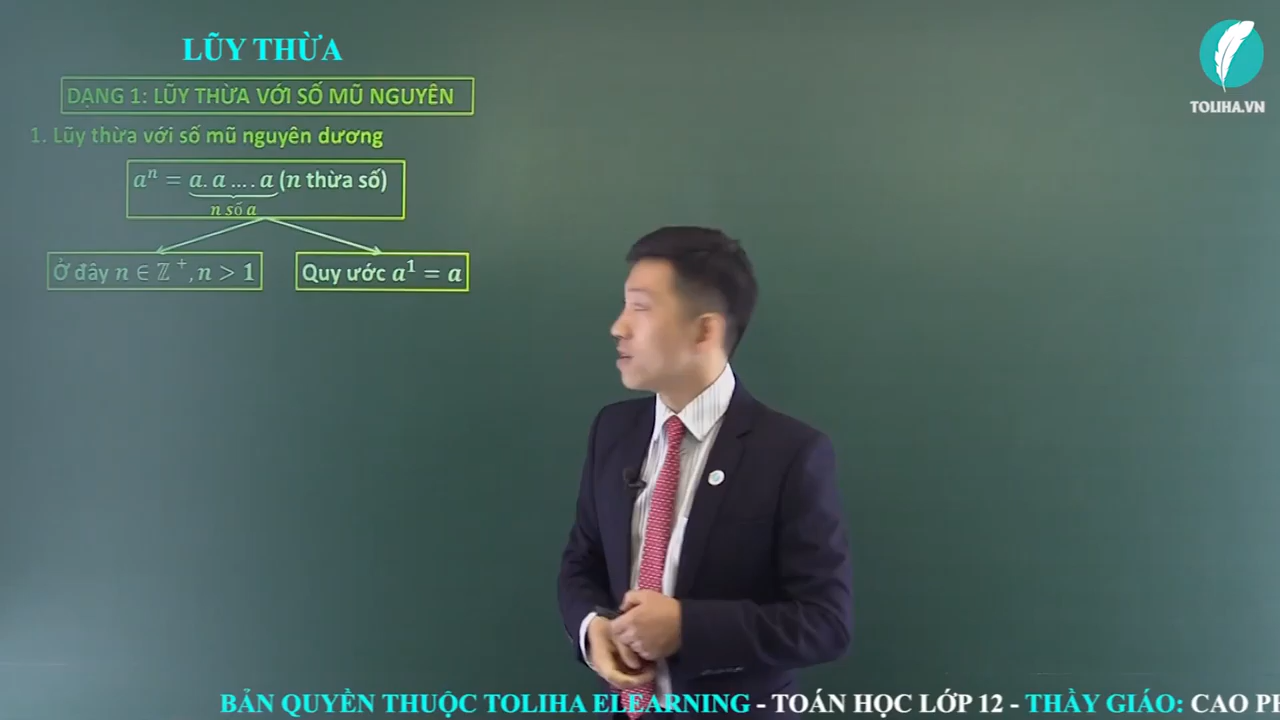 LŨY THỪA
DẠNG 1: LŨY THỪA VỚI SỐ MŨ NGUYÊN
1. Lũy thừa với số mũ nguyên dương
aⁿ = a. a …. a (n thừa số)
n số a
Ở đây n ∈ ℤ⁺, n > 1
Quy ước a¹ = a
TOLIHA.VN
BẢN QUYỀN THUỘC TOLIHA ELEARNING - TOÁN HỌC LỚP 12 - THẦY GIÁO: CAO